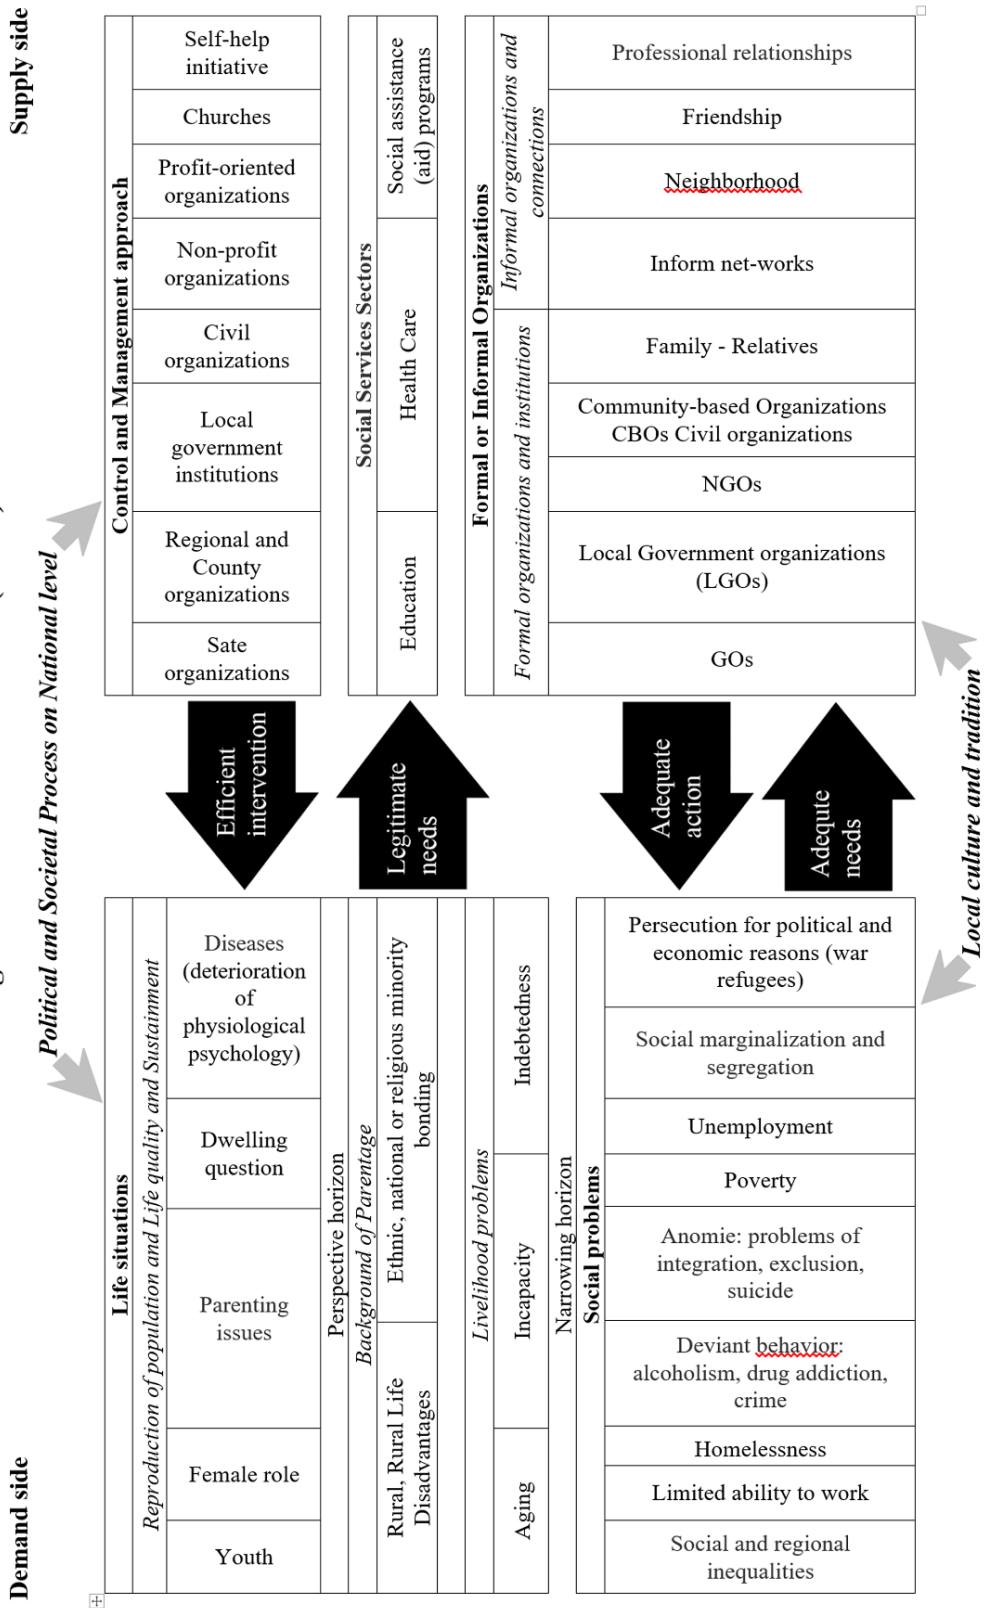 Supply side
Control and Management approach
Self-help
initiative
Churches
Profit-oriented
organizations
Non-profit
organizations
Civil
organizations
Local
government
institutions
Regional and
County
organizations
Sate
organizations
Social Services Sectors
Social assistance
(aid) programs
Health Care
Education
Formal or Informal Organizations
Informal organizations and
connections
Formal organizations and institutions
Professional relationships
Friendship
Neighborhood
Inform net-works
Family - Relatives
Community-based Organizations
CBOs Civil organizations
NGOs
Local Government organizations
(LGOs)
GOs
Political and Societal Process on National level
Efficient
intervention
Legitimate
needs
Adequate
action
Adequte
needs
Local culture and tradition
Demand side
Life situations
Reproduction of population and Life quality and Sustainment
Diseases
(deterioration
of
physiological
psychology)
Dwelling
question
Parenting
issues
Female role
Youth
Perspective horizon
Background of Parentage
Ethnic, national or religious minority
bonding
Rural, Rural Life
Disadvantages
Livelihood problems
Indebtedness
Incapacity
Aging
Narrowing horizon
Social problems
Persecution for political and
economic reasons (war
refugees)
Social marginalization and
segregation
Unemployment
Poverty
Anomie: problems of
integration, exclusion,
suicide
Deviant behavior:
alcoholism, drug addiction,
crime
Homelessness
Limited ability to work
Social and regional
inequalities